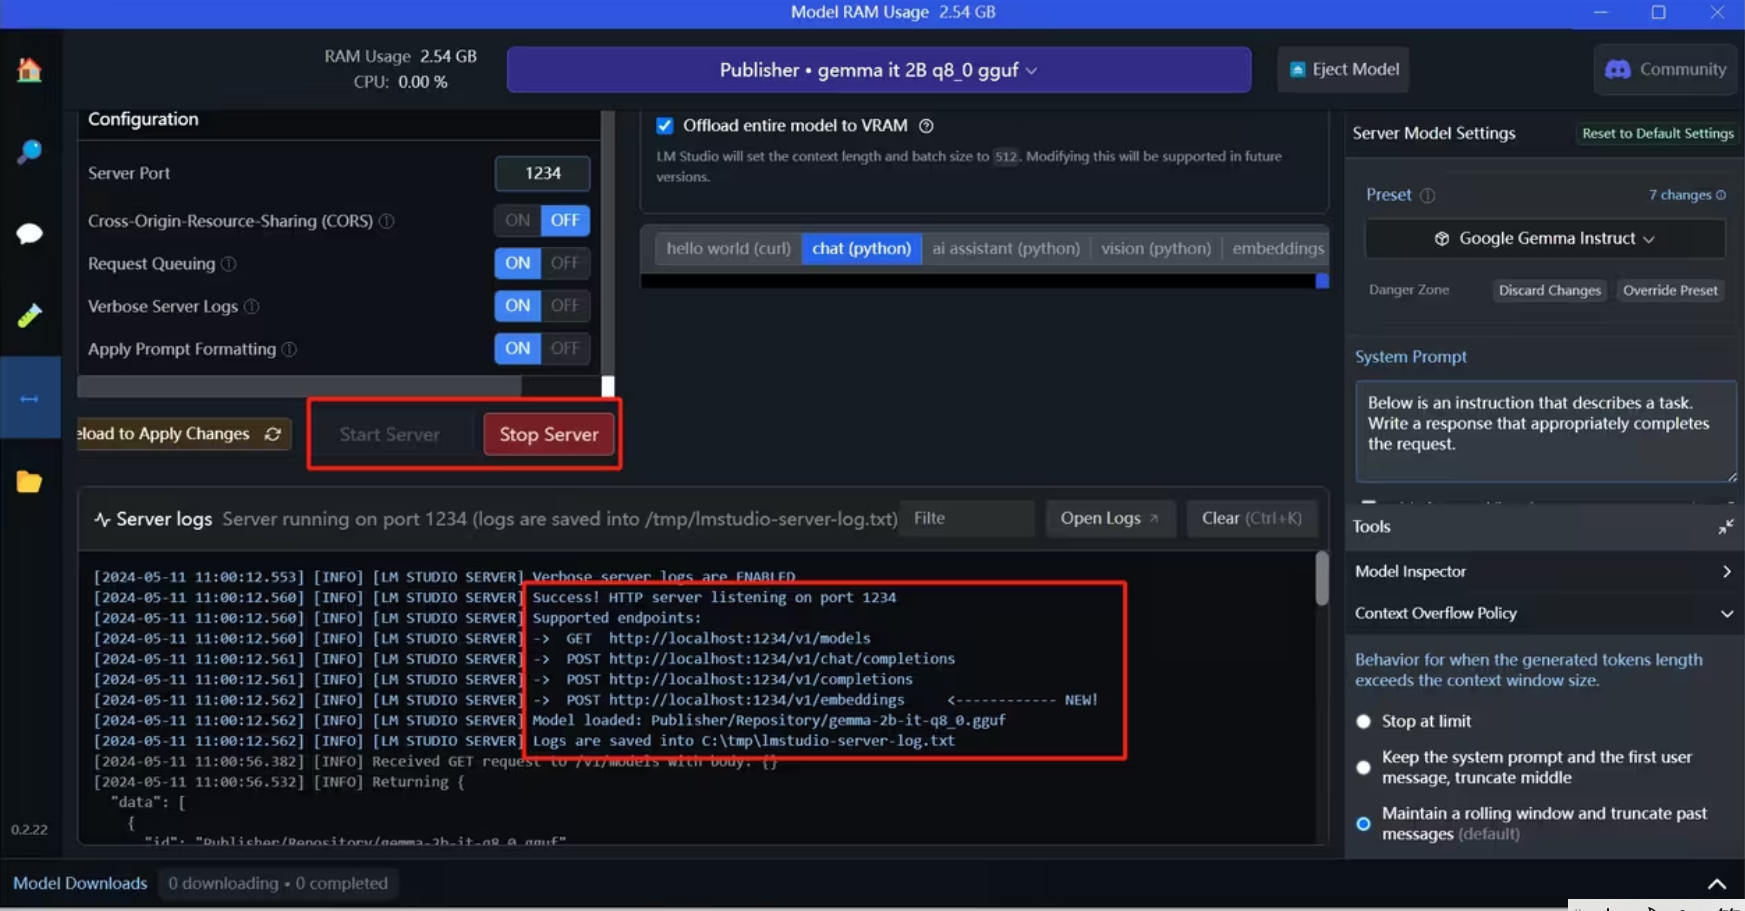 Model RAM Usage 2.54 GB
RAM Usage 2.54 GB
CPU: 0.00 %
Publisher • gemma it 2B q8_0 gguf
Eject Model
Community
Configuration
Server Port 1234
Cross-Origin-Resource-Sharing (CORS) ON OFF
Request Queuing ON OFF
Verbose Server Logs ON OFF
Apply Prompt Formatting ON OFF
eload to Apply Changes
Start Server
Stop Server
Offload entire model to VRAM
LM Studio will set the context length and batch size to 512. Modifying this will be supported in future
versions.
hello world (curl) chat (python) ai assistant (python) vision (python) embeddings
Server logs Server running on port 1234 (logs are saved into /tmp/lmstudio-server-log.txt) Filte Open Logs Clear (Ctrl+K)
[2024-05-11 11:00:12.553] [INFO] [LM STUDIO SERVER] Verbose server logs are ENABLED
[2024-05-11 11:00:12.560] [INFO] [LM STUDIO SERVER] Success! HTTP server listening on port 1234
[2024-05-11 11:00:12.560] [INFO] [LM STUDIO SERVER] Supported endpoints:
[2024-05-11 11:00:12.560] [INFO] [LM STUDIO SERVER] -> GET http://localhost:1234/v1/models
[2024-05-11 11:00:12.561] [INFO] [LM STUDIO SERVER] -> POST http://localhost:1234/v1/chat/completions
[2024-05-11 11:00:12.561] [INFO] [LM STUDIO SERVER] -> POST http://localhost:1234/v1/completions
[2024-05-11 11:00:12.562] [INFO] [LM STUDIO SERVER] -> POST http://localhost:1234/v1/embeddings <------------ NEW!
[2024-05-11 11:00:12.562] [INFO] [LM STUDIO SERVER] Model loaded: Publisher/Repository/gemma-2b-it-q8_0.gguf
[2024-05-11 11:00:12.562] [INFO] [LM STUDIO SERVER] Logs are saved into C:\tmp\lmstudio-server-log.txt
[2024-05-11 11:00:56.382] [INFO] Received GET request to /v1/models with body: {}
[2024-05-11 11:00:56.532] [INFO] Returning {
"data": [
{
"id": "Publisher/Repository/gemma-2b-it-q8_0.gguf"
0.2.22
Server Model Settings Reset to Default Settings
Preset 7 changes
Google Gemma Instruct
Danger Zone Discard Changes Override Preset
System Prompt
Below is an instruction that describes a task.
Write a response that appropriately completes
the request.
Tools
Model Inspector
Context Overflow Policy
Behavior for when the generated tokens length
exceeds the context window size.
Stop at limit
Keep the system prompt and the first user
message, truncate middle
Maintain a rolling window and truncate past
messages (default)
Model Downloads 0 downloading • 0 completed